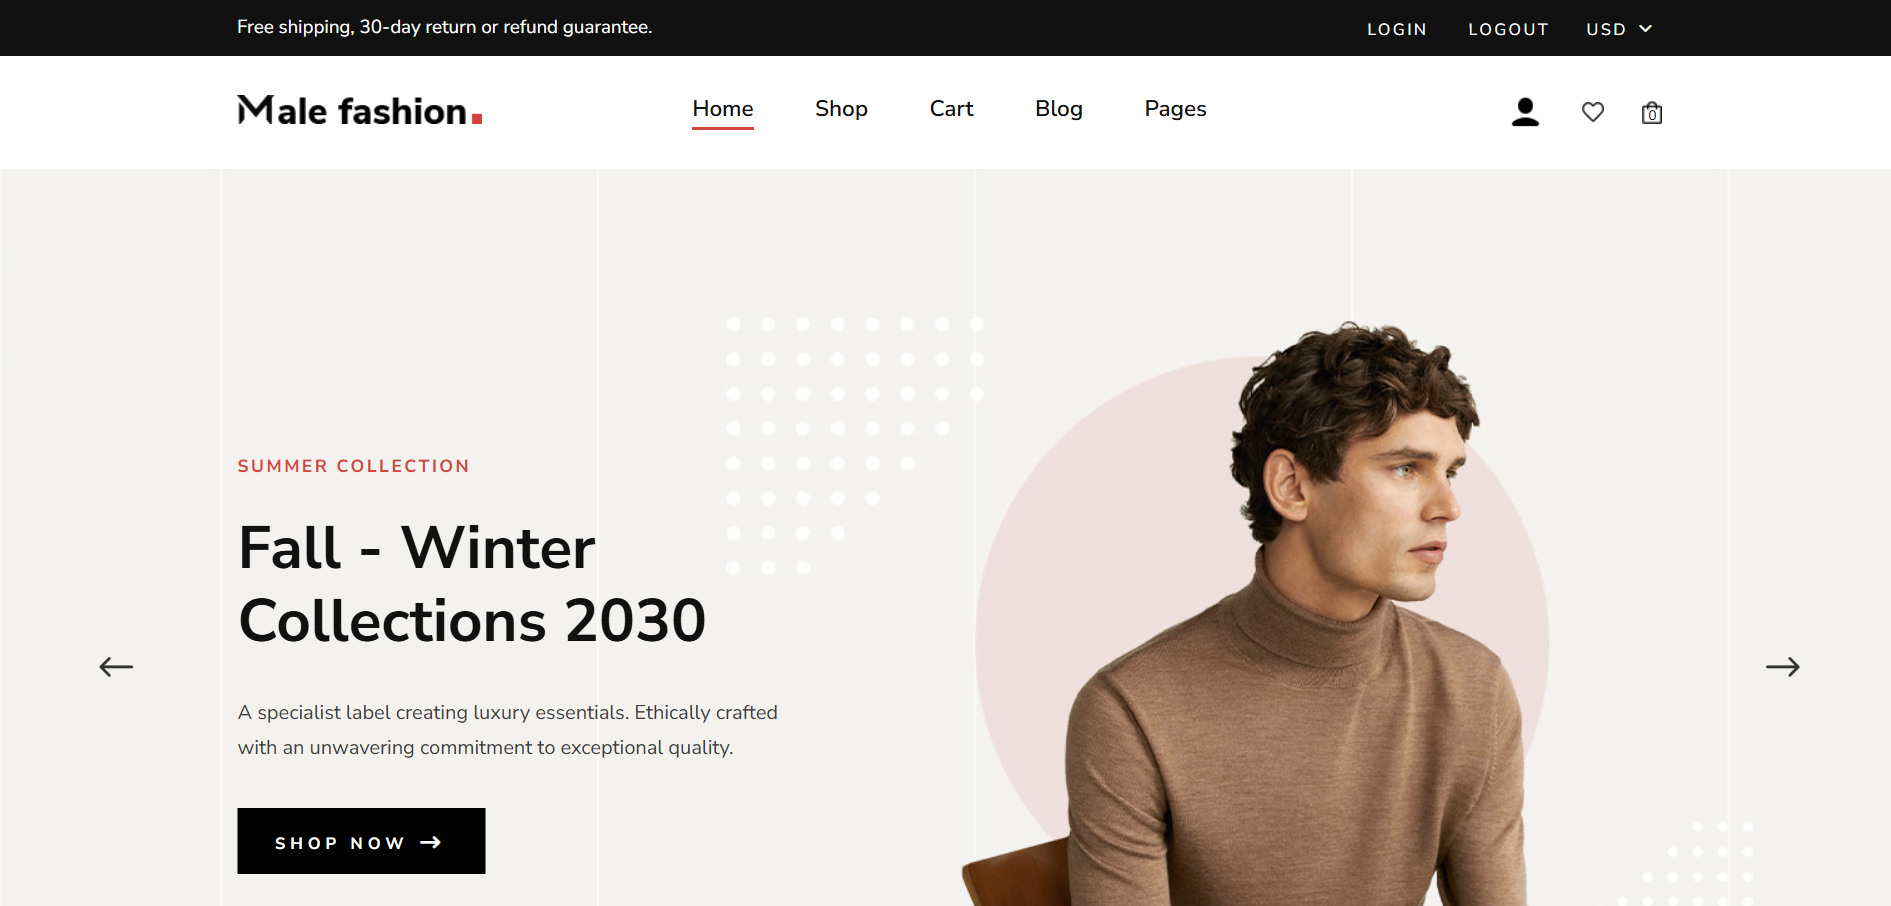 Free shipping, 30-day return or refund guarantee.
LOGIN LOGOUT USD
Male fashion.
Home Shop Cart Blog Pages
0
SUMMER COLLECTION
Fall - Winter
Collections 2030
A specialist label creating luxury essentials. Ethically crafted
with an unwavering commitment to exceptional quality.
SHOP NOW